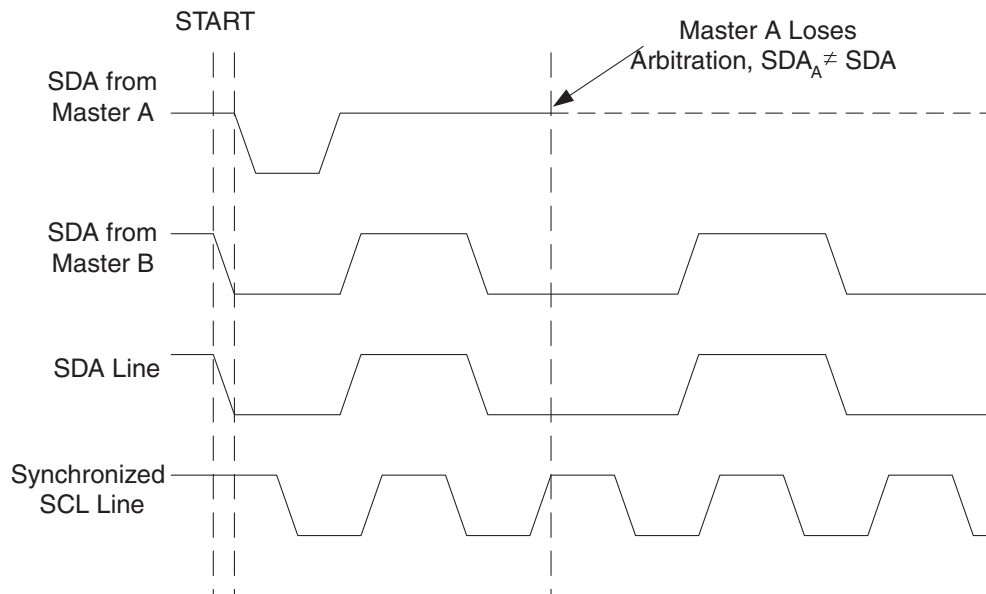 START
Master A Loses
Arbitration, SDA_A ≠ SDA
SDA from
Master A
SDA from
Master B
SDA Line
Synchronized
SCL Line